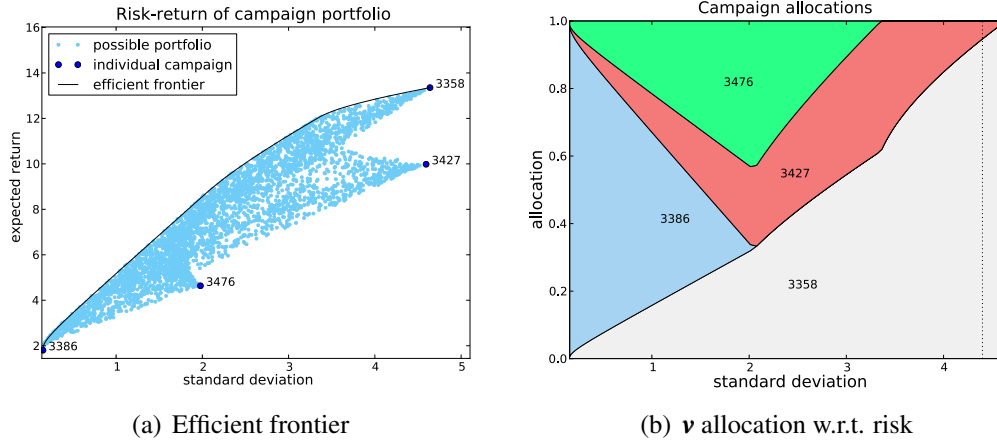 Risk-return of campaign portfolio
16
14
12
10
8
6
4
2
expected return
possible portfolio
individual campaign
efficient frontier
3358
3427
3476
3386
1 2 3 4 5
standard deviation
(a) Efficient frontier
Campaign allocations
1.0
0.8
0.6
0.4
0.2
0.0
allocation
3476
3427
3386
3358
1 2 3 4
standard deviation
(b) v allocation w.r.t. risk